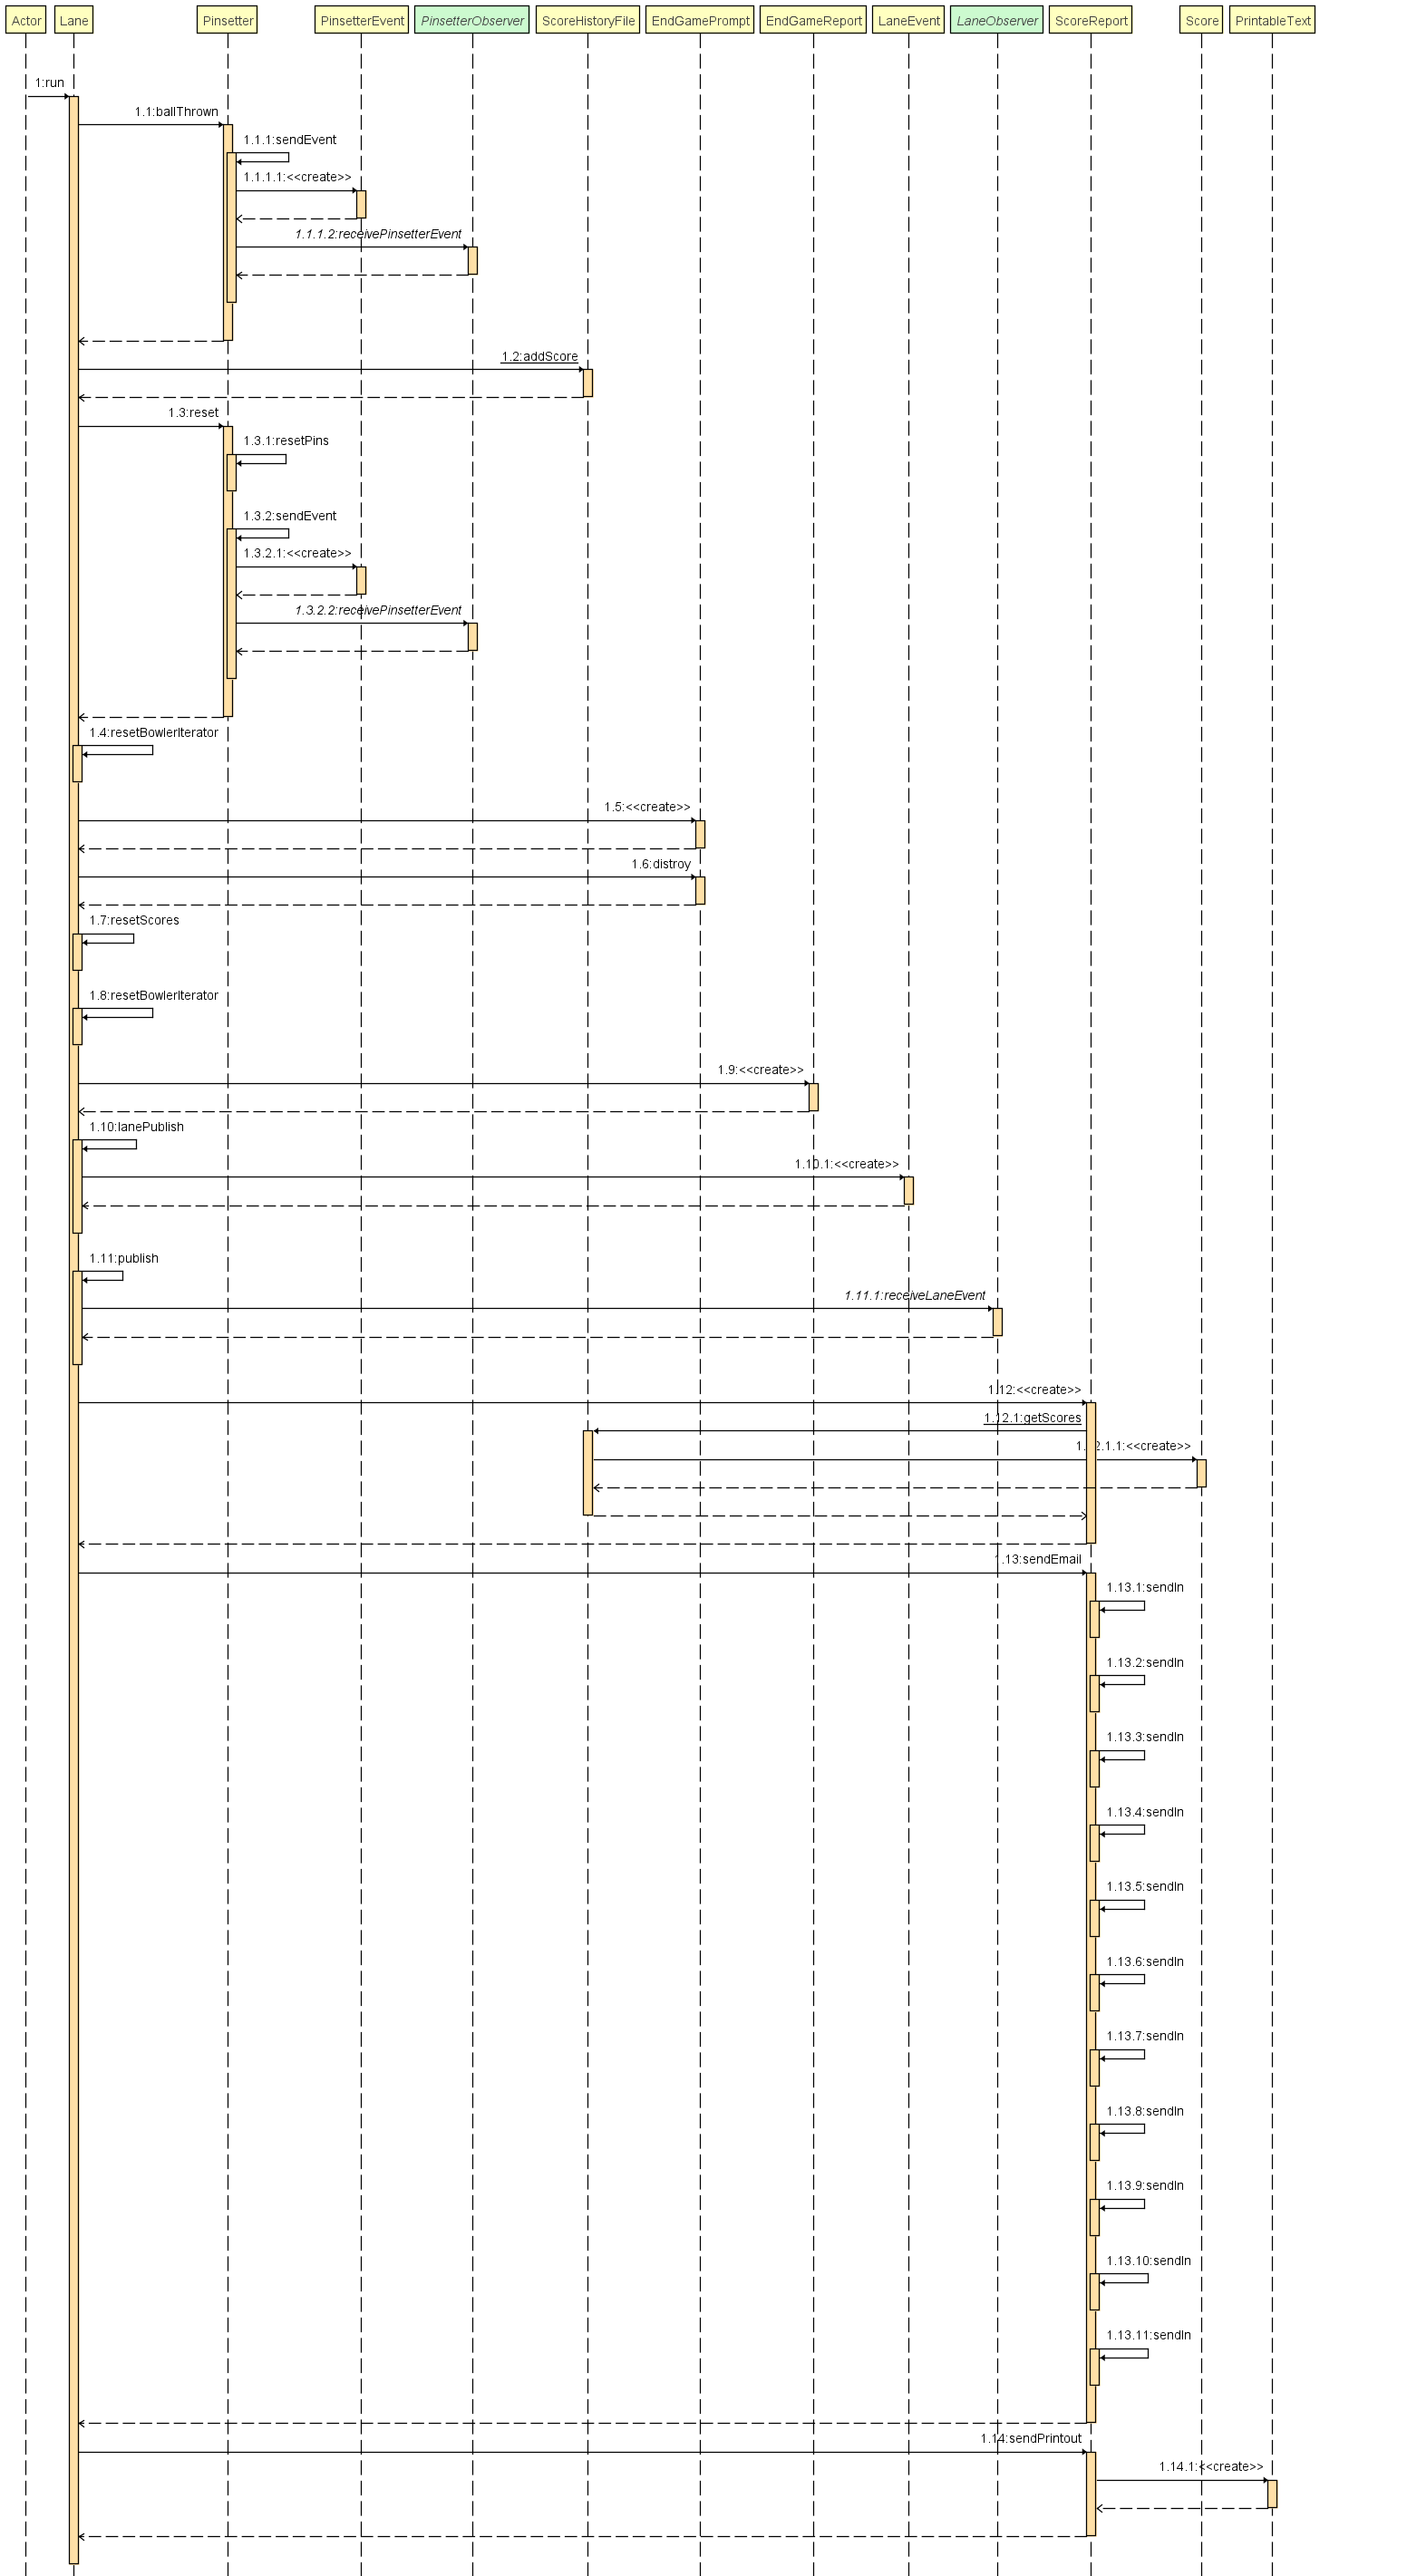 Actor Lane Pinsetter PinsetterEvent PinsetterObserver ScoreHistoryFile EndGamePrompt EndGameReport LaneEvent LaneObserver ScoreReport Score PrintableText
1:run
1.1:ballThrown
1.1.1:sendEvent
1.1.1.1:<<create>>
1.1.1.2:receivePinsetterEvent
1.2:addScore
1.3:reset
1.3.1:resetPins
1.3.2:sendEvent
1.3.2.1:<<create>>
1.3.2.2:receivePinsetterEvent
1.4:resetBowlerIterator
1.5:<<create>>
1.6:distroy
1.7:resetScores
1.8:resetBowlerIterator
1.9:<<create>>
1.10:lanePublish
1.10.1:<<create>>
1.11:publish
1.11.1:receiveLaneEvent
1.12:<<create>>
1.12.1:getScores
1.12.1.1:<<create>>
1.13:sendEmail
1.13.1:sendln
1.13.2:sendln
1.13.3:sendln
1.13.4:sendln
1.13.5:sendln
1.13.6:sendln
1.13.7:sendln
1.13.8:sendln
1.13.9:sendln
1.13.10:sendln
1.13.11:sendln
1.14:sendPrintout
1.14.1:<<create>>